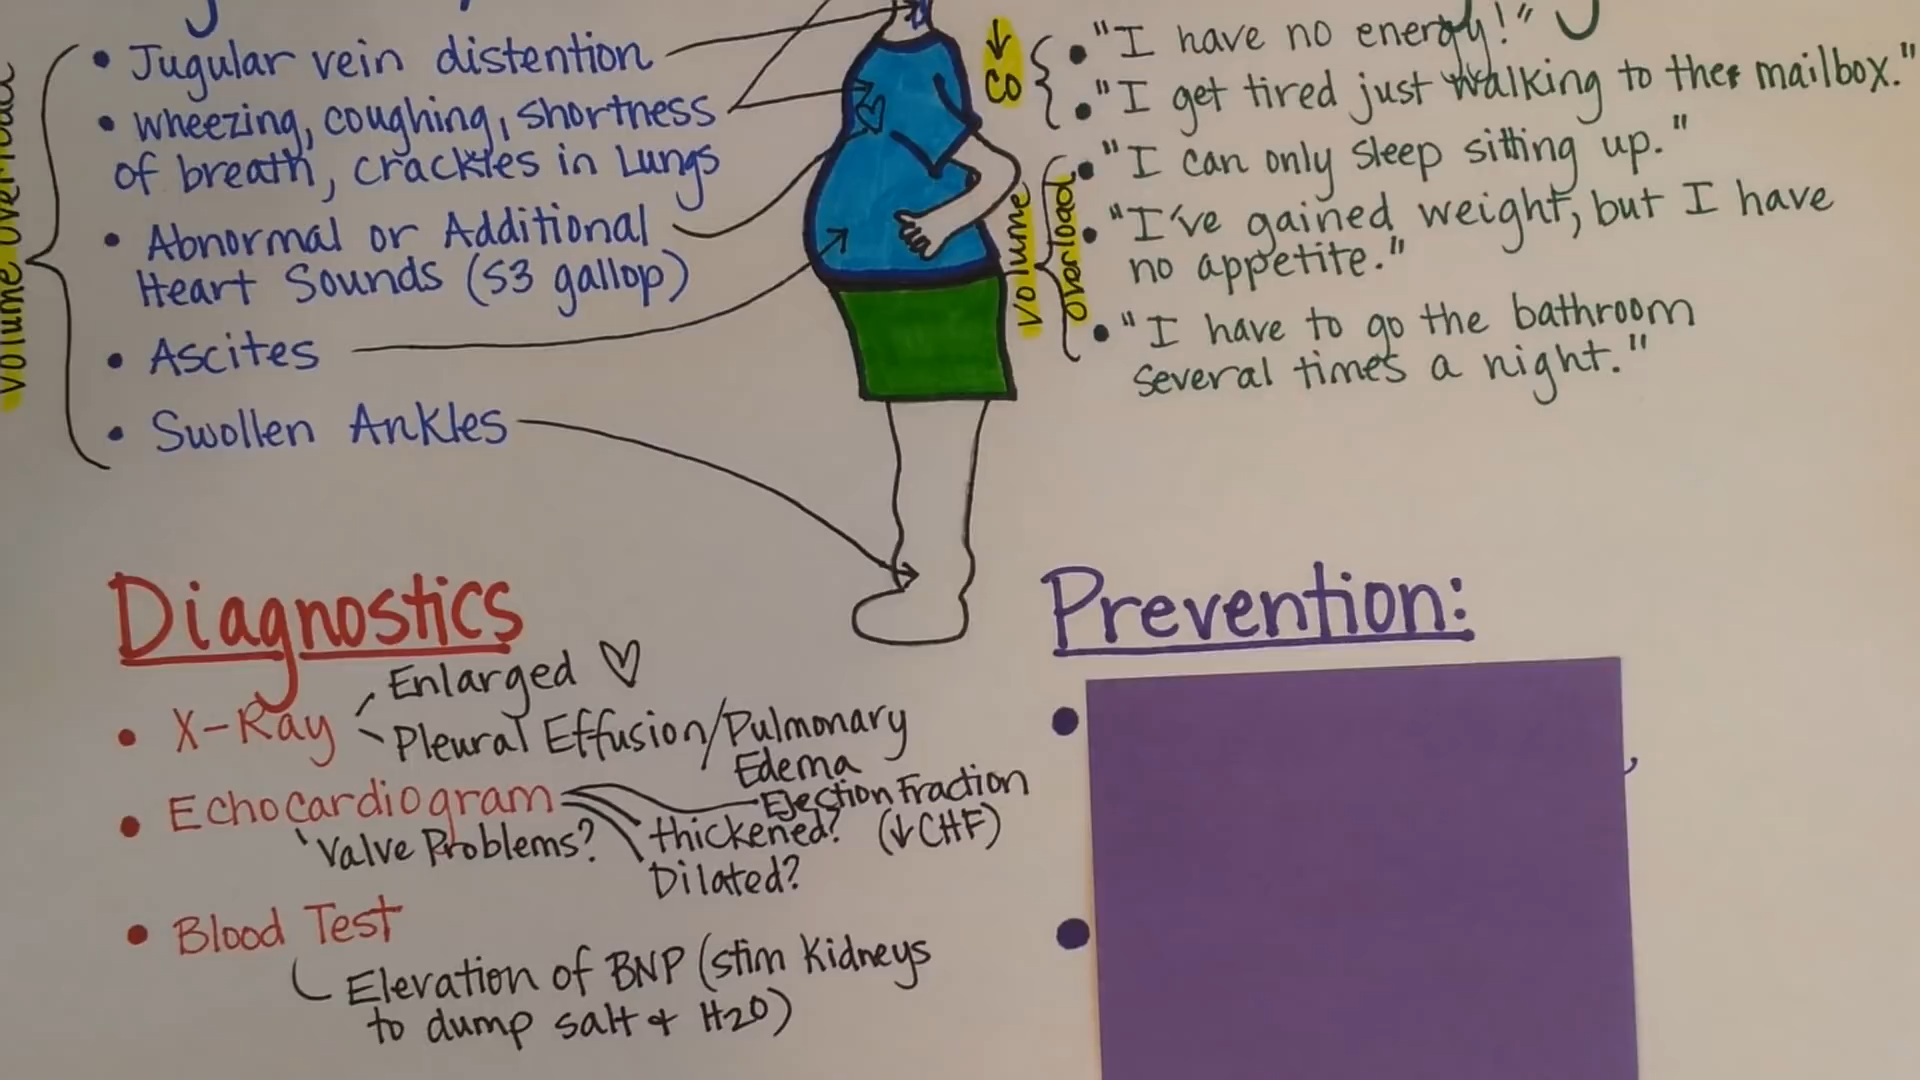 • Jugular vein distention
• Wheezing, coughing, shortness
of breath, crackles in Lungs
• Abnormal or Additional
Heart Sounds (S3 gallop)
• Ascites
• Swollen Ankles
↓
CO
• "I have no energy!"
• "I get tired just walking to the mailbox."
Volume
overload
• "I can only sleep sitting up."
• "I've gained weight, but I have
no appetite."
• "I have to go the bathroom
several times a night."
Diagnostics
• X-Ray
Enlarged ♡
Pleural Effusion/Pulmonary
Edema
• Echocardiogram
Ejection Fraction
(↓CHF)
Thickened?
Dilated?
Valve Problems?
• Blood Test
Elevation of BNP (stim kidneys
to dump salt + H2O)
Prevention: